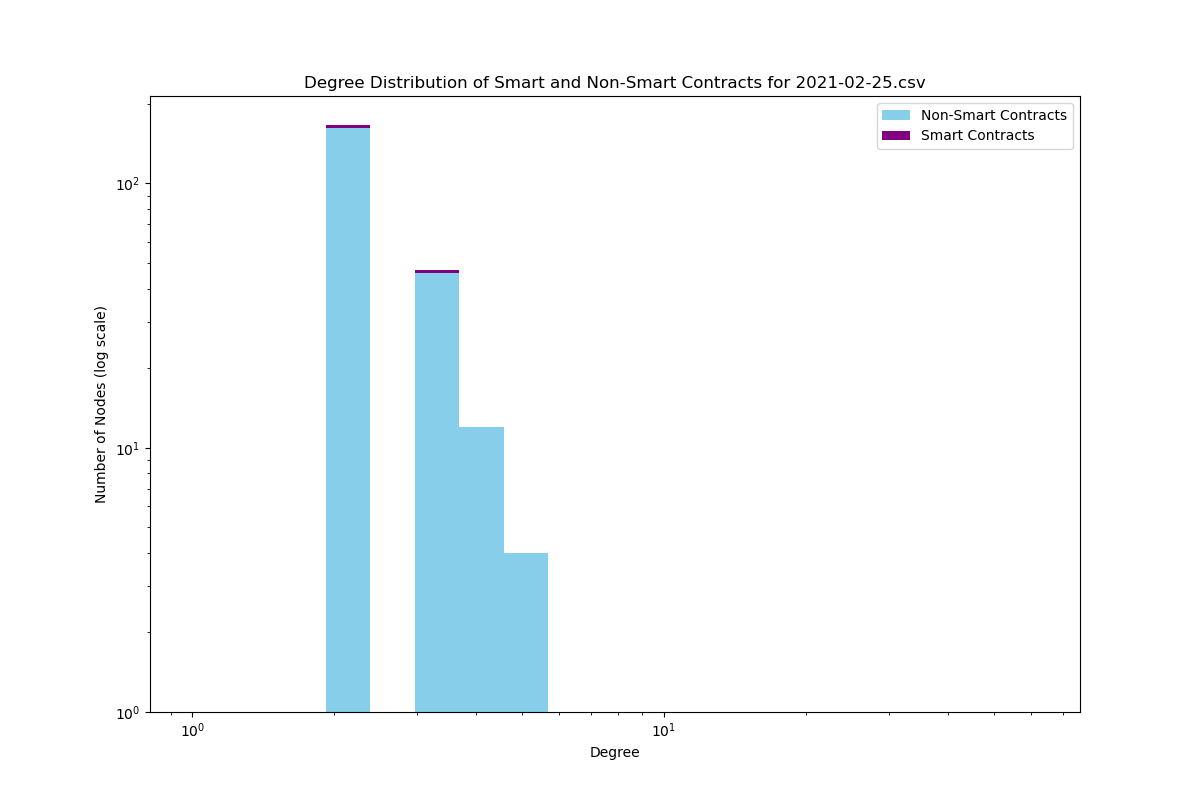 Degree Distribution of Smart and Non-Smart Contracts for 2021-02-25.csv
Non-Smart Contracts
Smart Contracts
Number of Nodes (log scale)
10²
10¹
10⁰
10⁰ 10¹
Degree